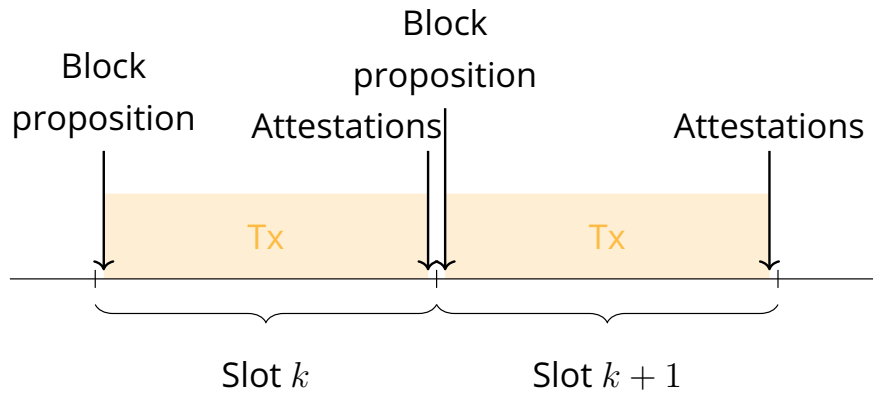 Block
proposition
Attestations
Block
proposition
Attestations
Tx
Tx
Slot k
Slot k + 1